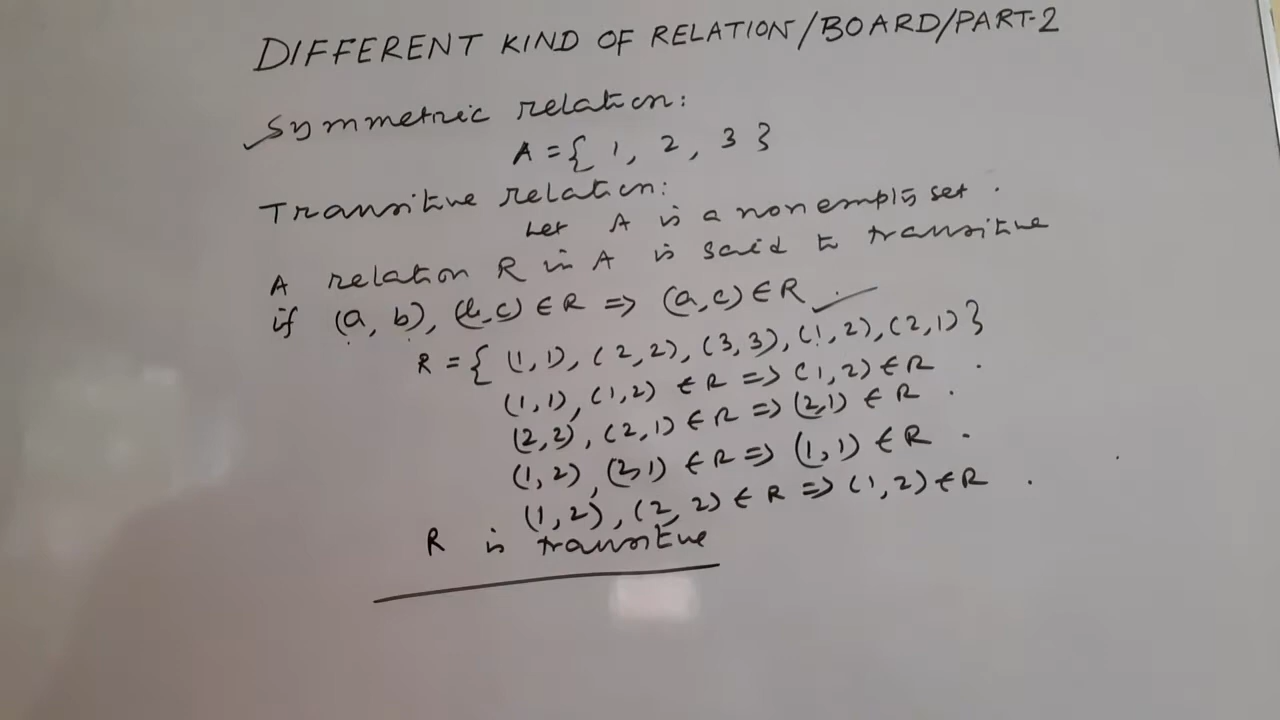 DIFFERENT KIND OF RELATION/BOARD/PART-2
Symmetric relation:
A = { 1, 2, 3 }
Transitive relation:
Let A is a non empty set.
A relation R in A is said to transitive
if (a, b), (b, c) ∈ R => (a, c) ∈ R
R = { (1, 1), (2, 2), (3, 3), (1, 2), (2, 1) }
(1, 1), (1, 2) ∈ R => (1, 2) ∈ R .
(2, 2), (2, 1) ∈ R => (2, 1) ∈ R .
(1, 2), (2, 1) ∈ R => (1, 1) ∈ R .
(1, 2), (2, 2) ∈ R => (1, 2) ∈ R .
R is transitive